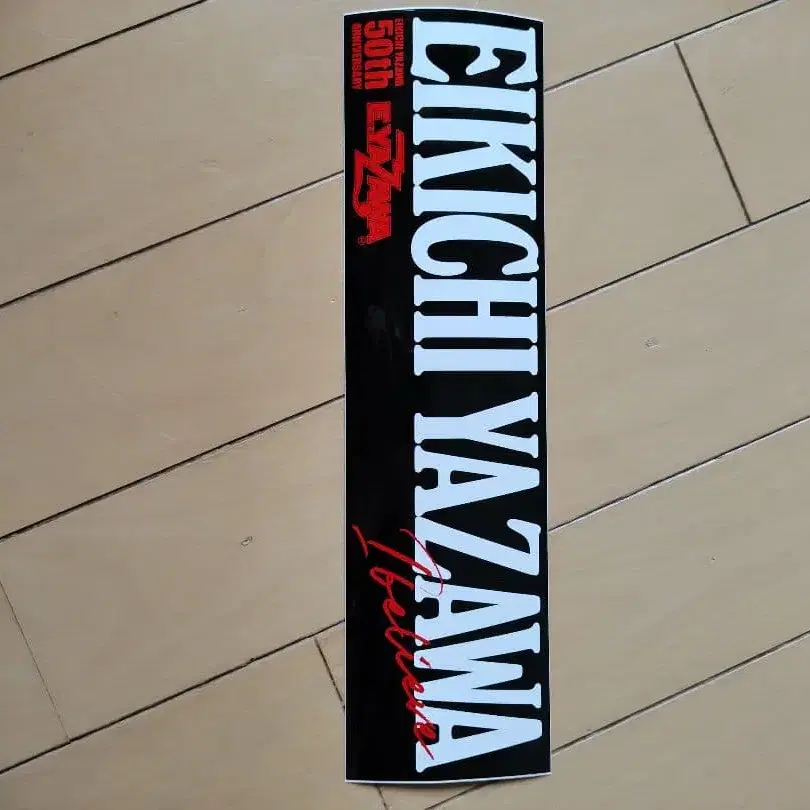 EIKICHI YAZAWA
I believe
EIKICHI YAZAWA
50th
ANNIVERSARY
E.YAZAWA®